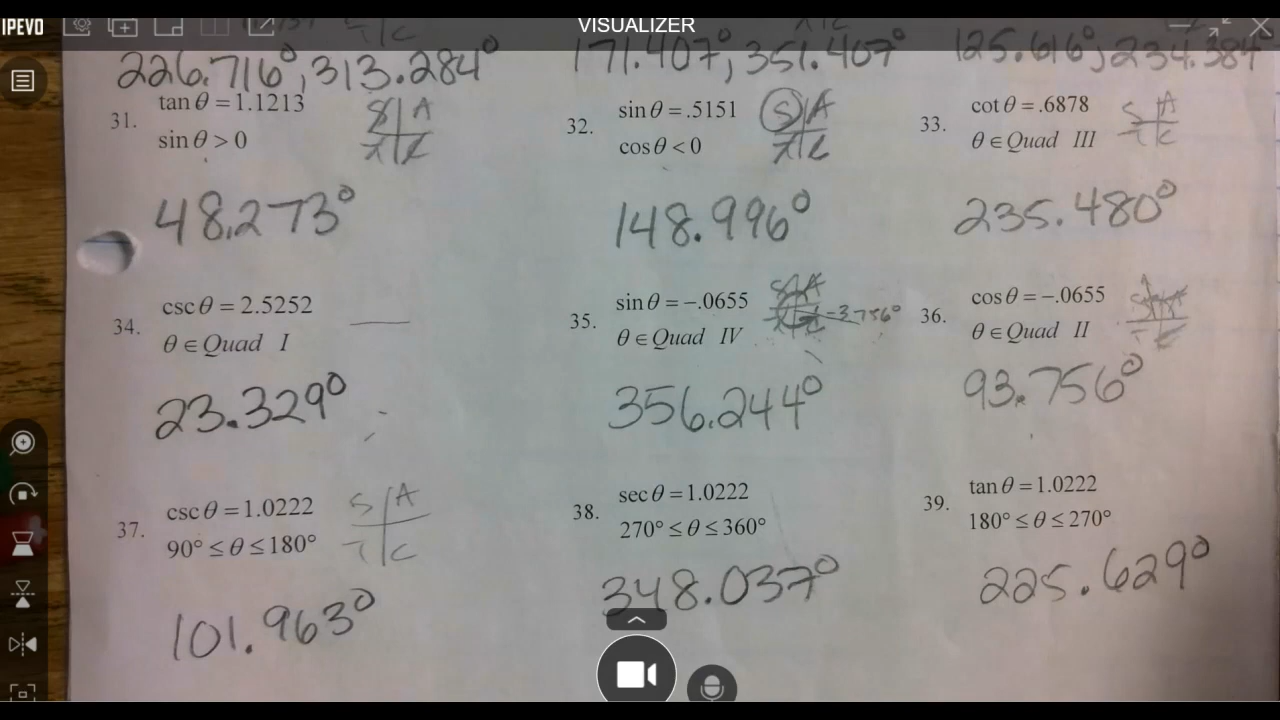 IPEVO
VISUALIZER
226.716°, 313.284°
171.407°, 351.407°
125.616°, 234.384°
31. tan θ = 1.1213
sin θ > 0
S A
T C
48.273°
32. sin θ = .5151
cos θ < 0
S A
T C
148.996°
33. cot θ = .6878
θ ∈ Quad III
S A
T C
235.480°
34. csc θ = 2.5252
θ ∈ Quad I
23.329°
35. sin θ = −.0655
θ ∈ Quad IV
S A
T C
-3.756°
356.244°
36. cos θ = −.0655
θ ∈ Quad II
S A
T C
93.756°
37. csc θ = 1.0222
90° ≤ θ ≤ 180°
S A
T C
101.963°
38. sec θ = 1.0222
270° ≤ θ ≤ 360°
348.037°
39. tan θ = 1.0222
180° ≤ θ ≤ 270°
225.629°